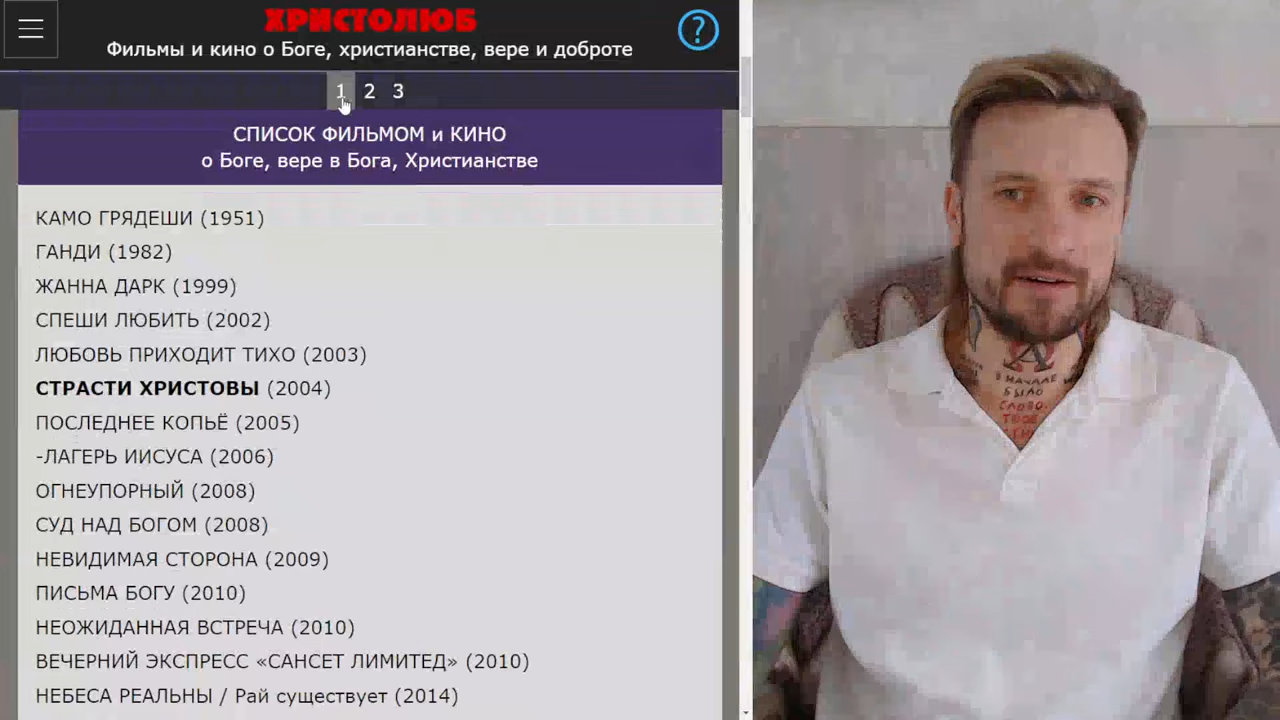 ХРИСТОЛЮБ
Фильмы и кино о Боге, христианстве, вере и доброте
?
1 2 3
СПИСОК ФИЛЬМОМ и КИНО
о Боге, вере в Бога, Христианстве
КАМО ГРЯДЕШИ (1951)
ГАНДИ (1982)
ЖАННА ДАРК (1999)
СПЕШИ ЛЮБИТЬ (2002)
ЛЮБОВЬ ПРИХОДИТ ТИХО (2003)
СТРАСТИ ХРИСТОВЫ (2004)
ПОСЛЕДНЕЕ КОПЬЁ (2005)
-ЛАГЕРЬ ИИСУСА (2006)
ОГНЕУПОРНЫЙ (2008)
СУД НАД БОГОМ (2008)
НЕВИДИМАЯ СТОРОНА (2009)
ПИСЬМА БОГУ (2010)
НЕОЖИДАННАЯ ВСТРЕЧА (2010)
ВЕЧЕРНИЙ ЭКСПРЕСС «САНСЕТ ЛИМИТЕД» (2010)
НЕБЕСА РЕАЛЬНЫ / Рай существует (2014)
В НАЧАЛЕ
БЫЛО
СЛОВО.